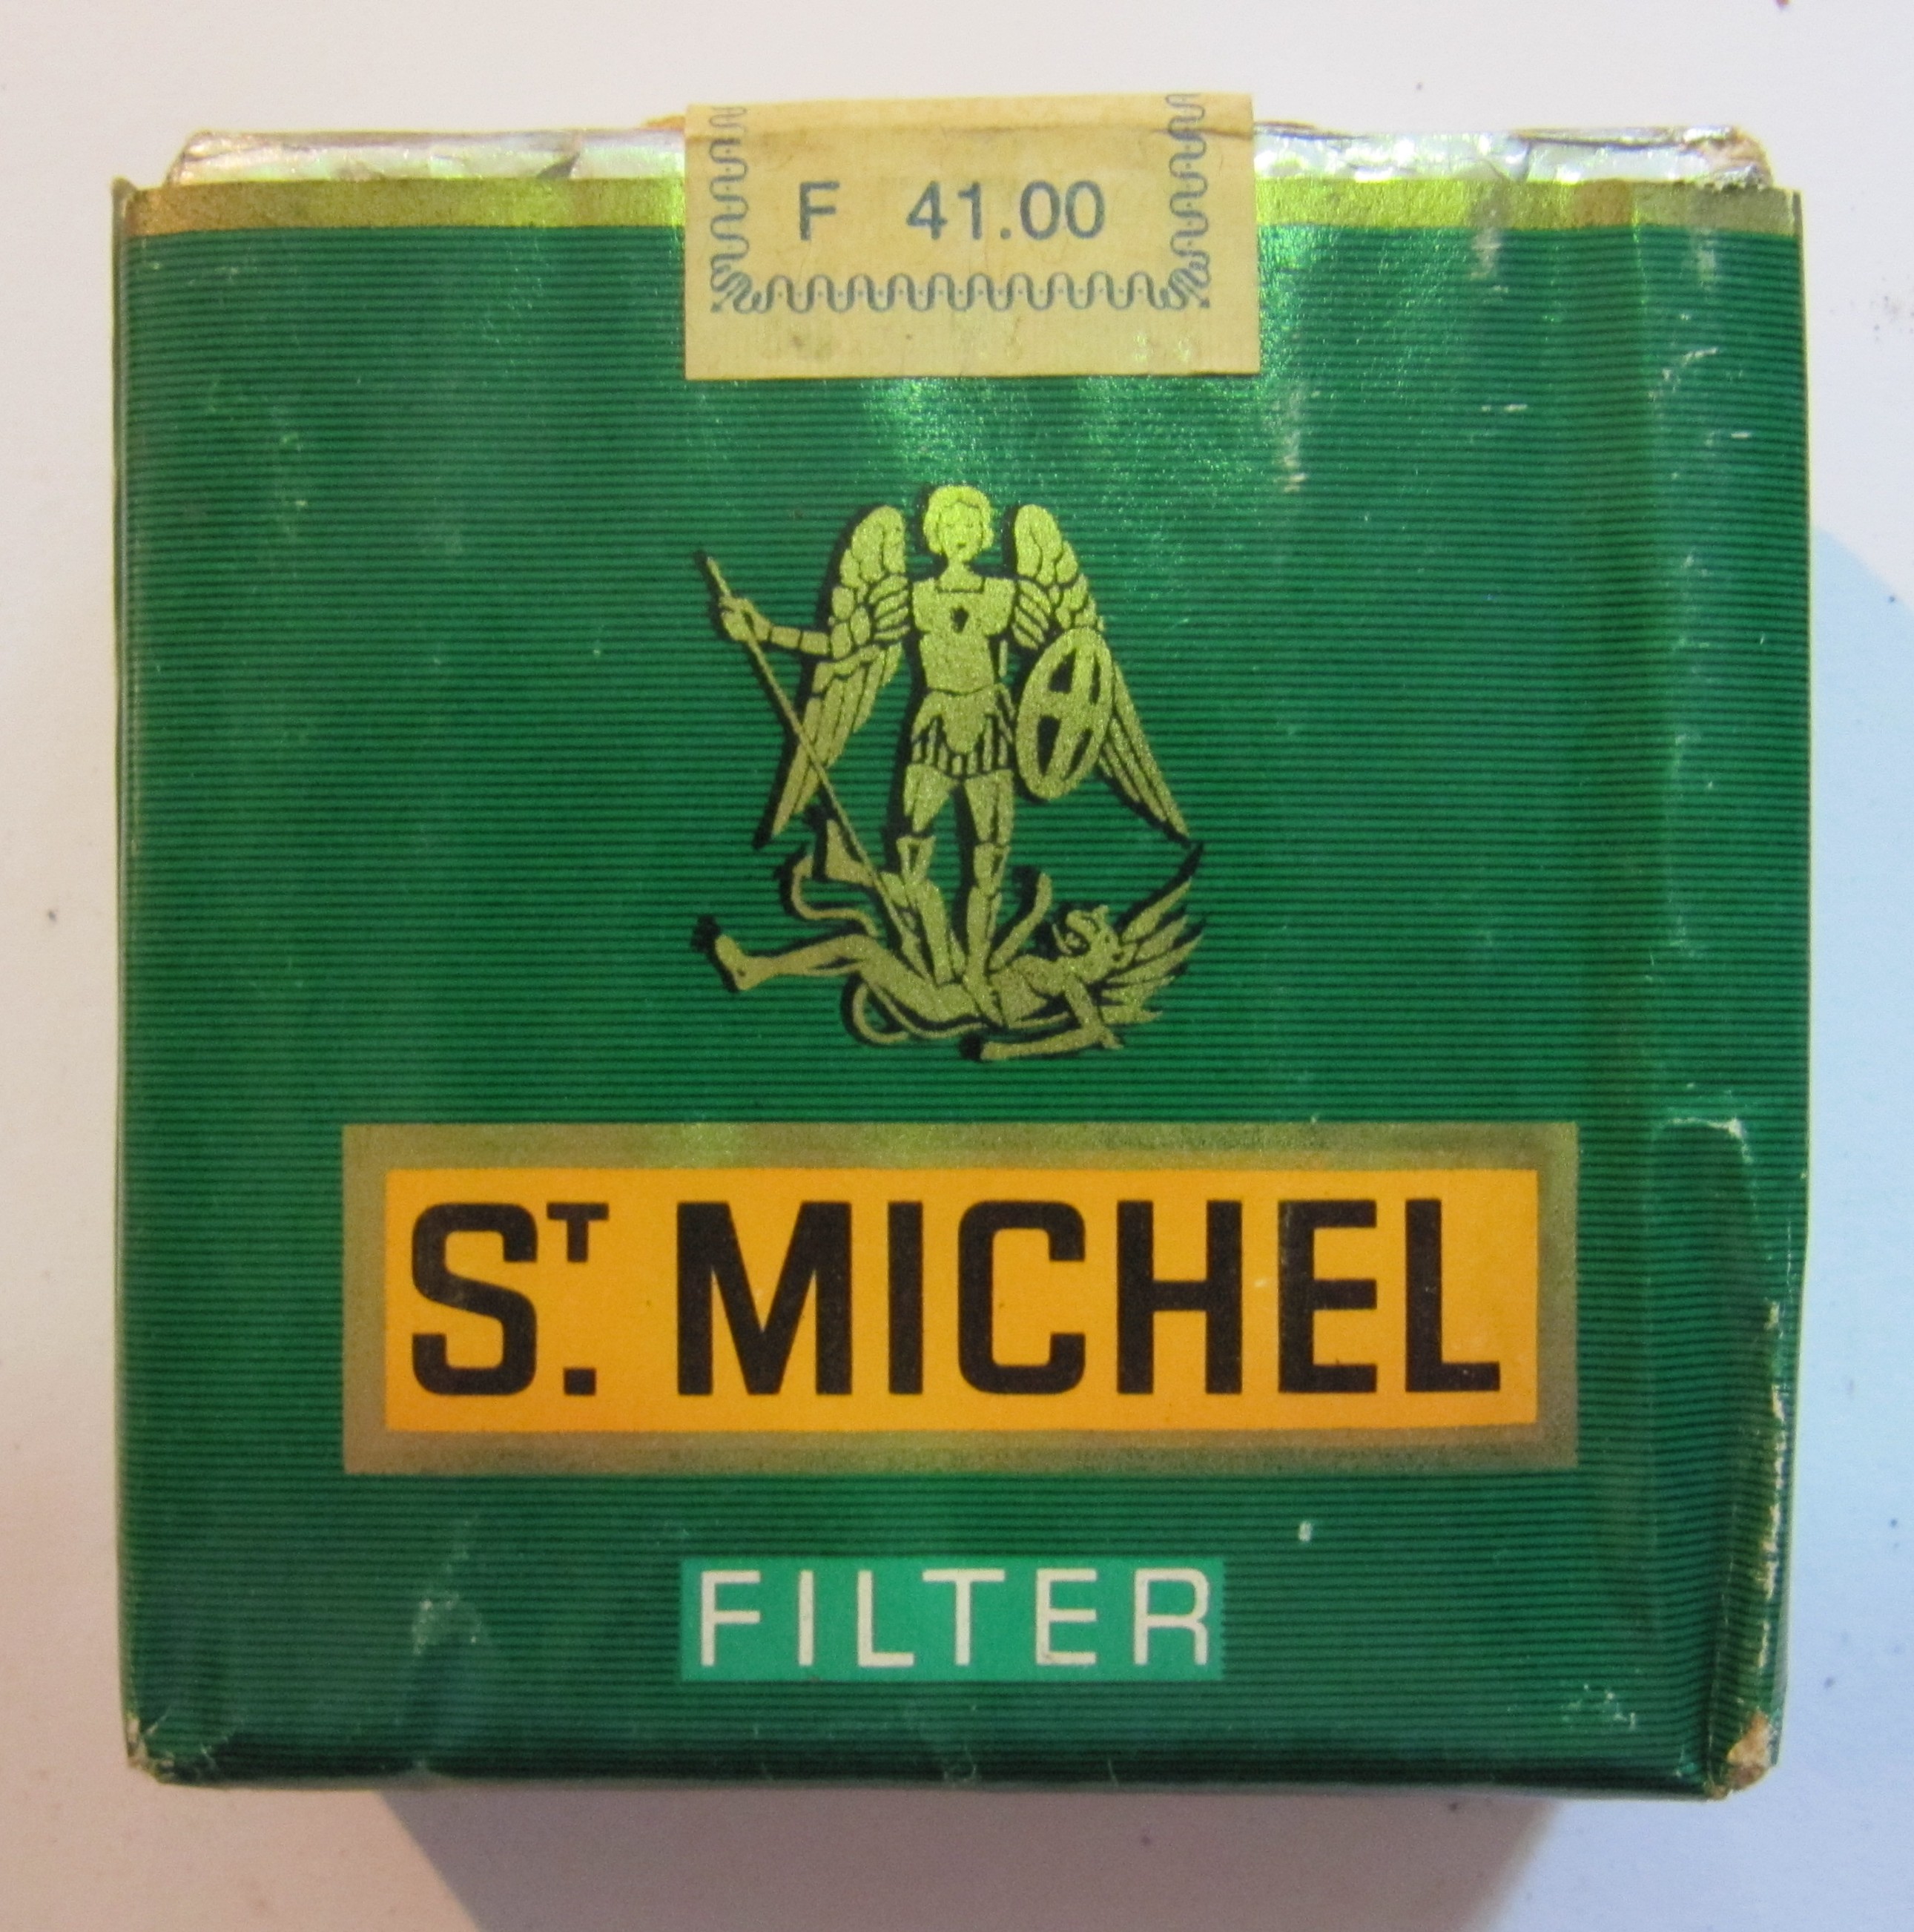 F 41.00
ST. MICHEL
FILTER